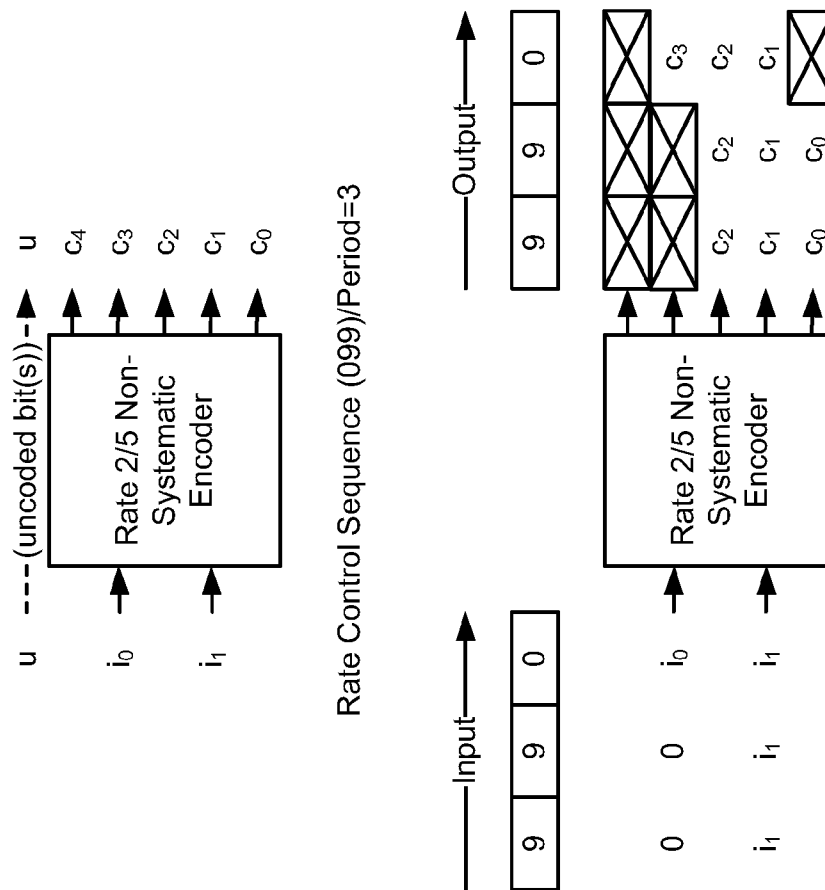 u ---(uncoded bit(s))- u
i0
i1
Rate 2/5 Non-
Systematic
Encoder
c4
c3
c2
c1
c0
Rate Control Sequence (099)/Period=3
Input
9 9 0
0 0 i0
i1 i1 i1
Rate 2/5 Non-
Systematic
Encoder
Output
9 9 0
c3
c2 c2 c2
c1 c1 c1
c0 c0